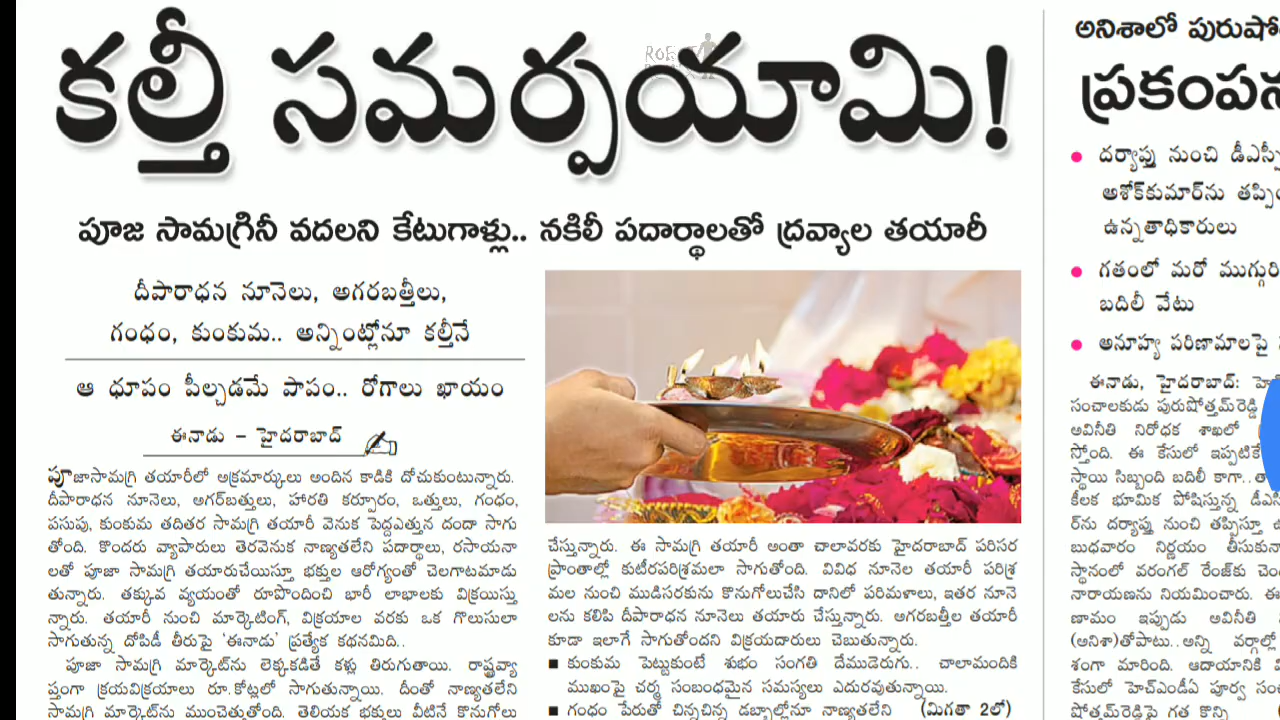 కల్తీ సమర్పయామి!
పూజ సామగ్రినీ వదలని కేటుగాళ్లు.. నకిలీ పదార్థాలతో ద్రవ్యాల తయారీ
దీపారాధన నూనెలు, అగరబత్తీలు,
గంధం, కుంకుమ.. అన్నింట్లోనూ కల్తీనే
ఆ ధూపం పీల్చడమే పాపం.. రోగాలు ఖాయం
ఈనాడు - హైదరాబాద్
పూజాసామగ్రి తయారీలో అక్రమార్కులు అందిన కాడికి దోచుకుంటున్నారు.
దీపారాధన నూనెలు, అగర్‌బత్తులు, హారతి కర్పూరం, ఒత్తులు, గంధం,
పసుపు, కుంకుమ తదితర సామగ్రి తయారీ వెనుక పెద్దఎత్తున దందా సాగు
తోంది. కొందరు వ్యాపారులు తెరవెనుక నాణ్యతలేని పదార్థాలు, రసాయనా
లతో పూజా సామగ్రి తయారుచేయిస్తూ భక్తుల ఆరోగ్యంతో చెలగాటమాడు
తున్నారు. తక్కువ వ్యయంతో రూపొందించి భారీ లాభాలకు విక్రయిస్తు
న్నారు. తయారీ నుంచి మార్కెటింగ్, విక్రయాల వరకు ఒక గొలుసులా
సాగుతున్న దోపిడీ తీరుపై 'ఈనాడు' ప్రత్యేక కథనమిది..
పూజా సామగ్రి మార్కెట్‌ను లెక్కకడితే కళ్లు తిరుగుతాయి. రాష్ట్రవ్యా
ప్తంగా క్రయవిక్రయాలు రూ.కోట్లలో సాగుతున్నాయి. దీంతో నాణ్యతలేని
సామగ్రి మార్కెట్‌ను ముంచెత్తుతోంది. తెలియక భక్తులు వీటినే కొనుగోలు
చేస్తున్నారు. ఈ సామగ్రి తయారీ అంతా చాలావరకు హైదరాబాద్ పరిసర
ప్రాంతాల్లో కుటీరపరిశ్రమలా సాగుతోంది. వివిధ నూనెల తయారీ పరిశ్ర
మల నుంచి ముడిసరకును కొనుగోలుచేసి దానిలో పరిమళాలు, ఇతర నూనె
లను కలిపి దీపారాధన నూనెలు తయారు చేస్తున్నారు. అగరబత్తీల తయారీ
కూడా ఇలాగే సాగుతోందని విక్రయదారులు చెబుతున్నారు.
■ కుంకుమ పెట్టుకుంటే శుభం సంగతి దేముడెరుగు.. చాలామందికి
ముఖంపై చర్మ సంబంధమైన సమస్యలు ఎదురవుతున్నాయి.
■ గంధం పేరుతో చిన్నచిన్న డబ్బాల్లోనూ నాణ్యతలేని (మిగతా 2లో)
అనిశాలో
ప్రకంపన
• దర్యాప్తు నుంచి
అశోక్‌కుమార్‌ను
ఉన్నతాధికారులు
• గతంలో మరో
బదిలీ వేటు
• అనూహ్య పరిణామాలపై
ఈనాడు, హైదరాబాద్:
సంచాలకుడు పురుషోత్తమ్‌రెడ్డి
అవినీతి నిరోధక శాఖలో
స్తోంది. ఈ కేసులో
స్థాయి సిబ్బంది బదిలీ కాగా..
కీలక భూమిక పోషిస్తున్న
ర్‌ను దర్యాప్తు నుంచి తప్పిస్తూ
బుధవారం నిర్ణయం
స్థానంలో వరంగల్ రేంజ్‌కు
నారాయణను నియమించారు.
ణామం ఇప్పుడు అవినీతి
(అనిశా)తోపాటు..అన్ని వర్గాల్లో
శంగా మారింది. ఆదాయానికి
కేసులో హెచ్‌ఎండీఏ పూర్వ
షోత్తమ్‌రెడ్డిపై గత కొన్ని